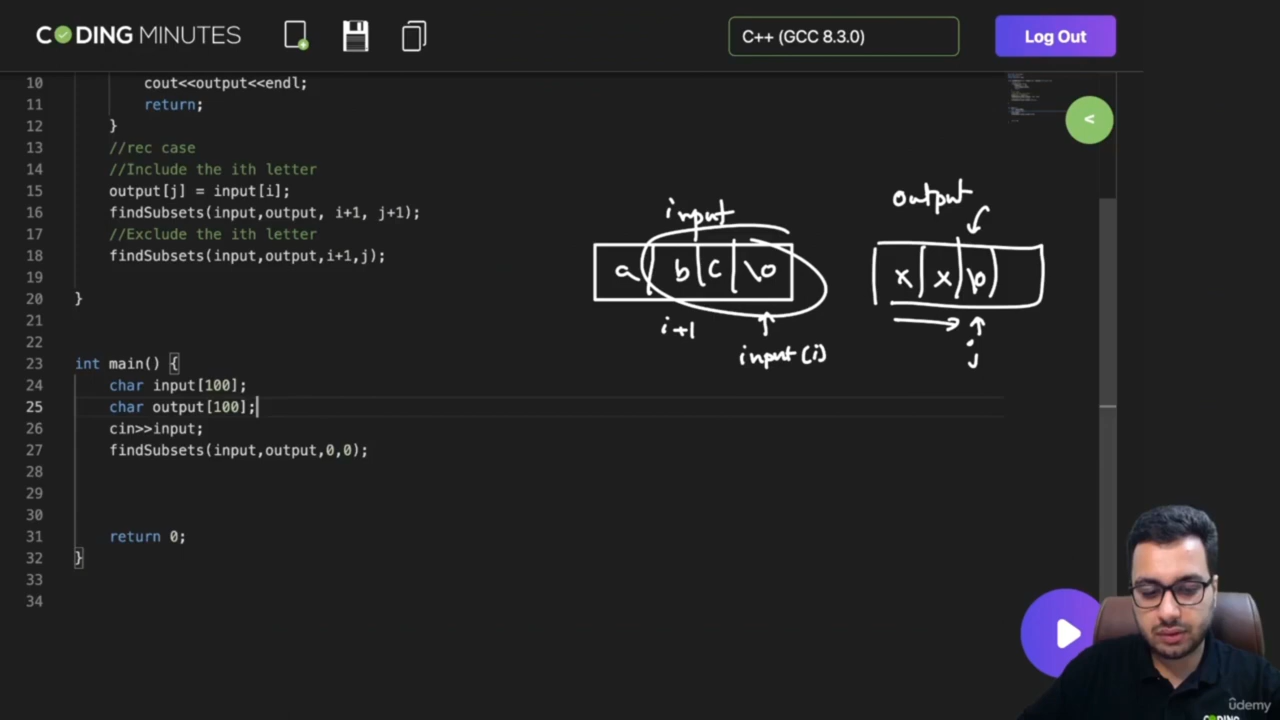 CODING MINUTES
C++ (GCC 8.3.0)
Log Out
<
10 cout<<output<<endl;
11 return;
12 }
13 //rec case
14 //Include the ith letter
15 output[j] = input[i];
16 findSubsets(input,output, i+1, j+1);
17 //Exclude the ith letter
18 findSubsets(input,output,i+1,j);
19
20 }
21
22
23 int main() {
24 char input[100];
25 char output[100];
26 cin>>input;
27 findSubsets(input,output,0,0);
28
29
30
31 return 0;
32 }
33
34
input
a b c \0
i+1
input(i)
output
x x \0
j
CODING
udemy